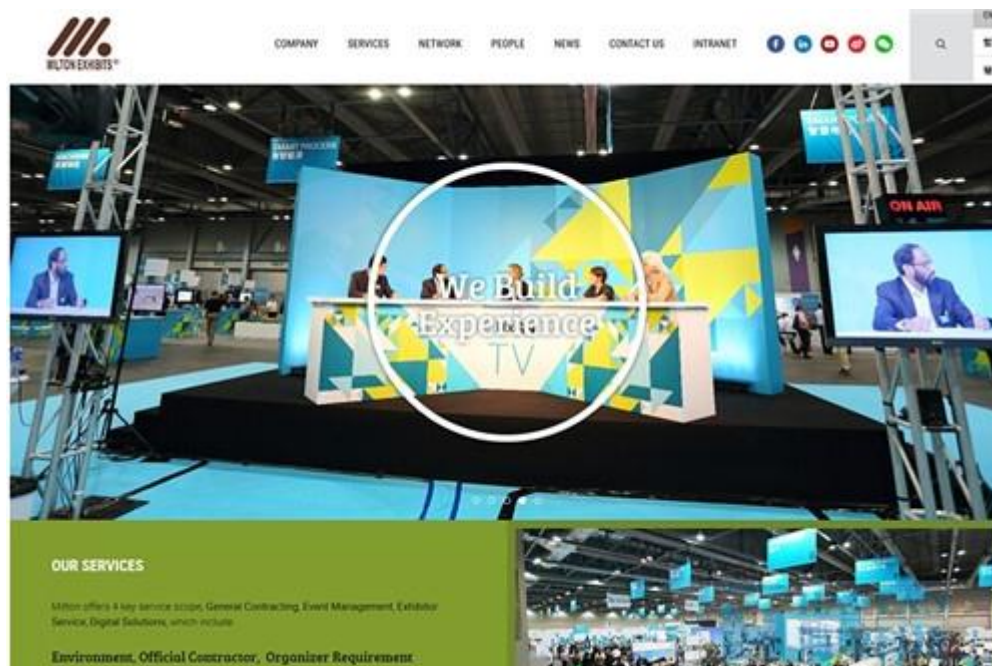 MILTON EXHIBITS
COMPANY SERVICES NETWORK PEOPLE NEWS CONTACT US INTRANET
EN
ON AIR
We Build
Experience
TV
OUR SERVICES
Milton offers 4 key service scope, General Contracting, Event Management, Exhibitor
Service, Digital Solutions, which include
Environment, Official Contractor, Organizer Requirement